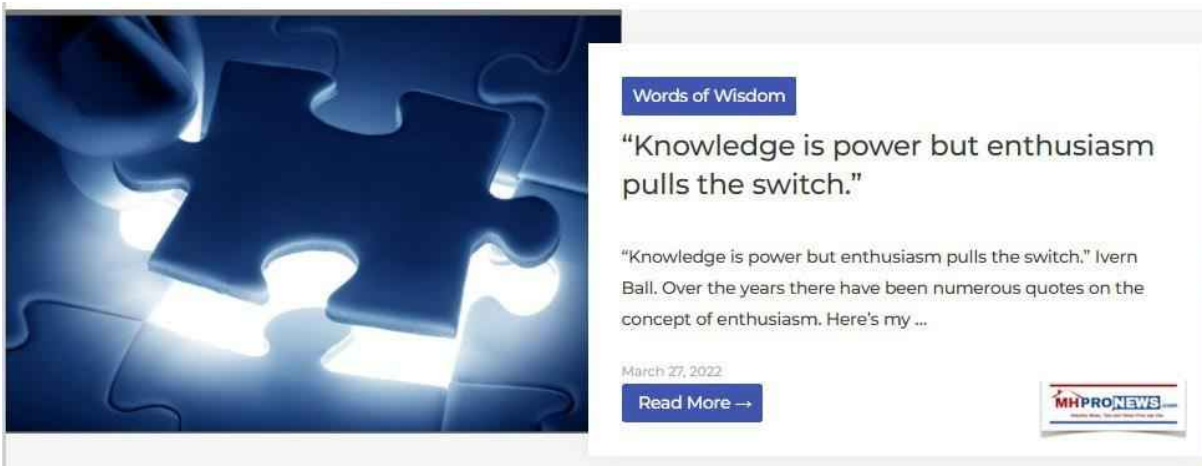 Words of Wisdom
“Knowledge is power but enthusiasm
pulls the switch.”
“Knowledge is power but enthusiasm pulls the switch.” Ivern
Ball. Over the years there have been numerous quotes on the
concept of enthusiasm. Here’s my ...
March 27, 2022
Read More →
MHPRONEWS.com